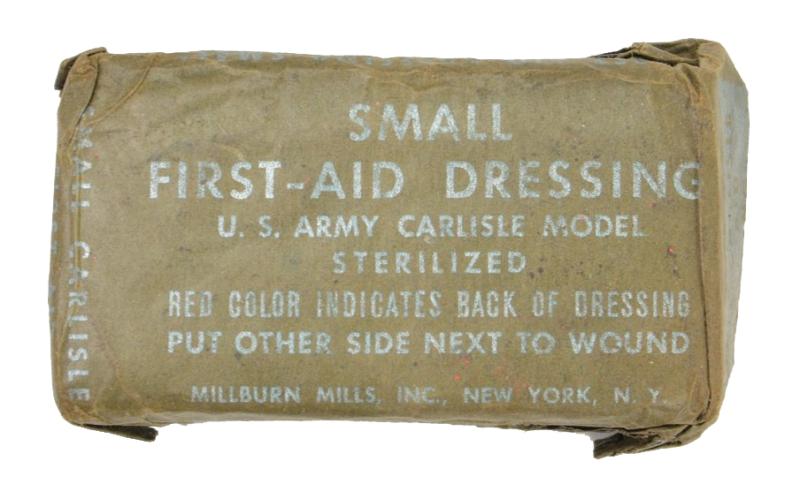 SMALL
FIRST-AID DRESSING
U. S. ARMY CARLISLE MODEL
STERILIZED
RED COLOR INDICATES BACK OF DRESSING
PUT OTHER SIDE NEXT TO WOUND
MILLBURN MILLS, INC., NEW YORK, N. Y.
SMALL CARLISLE